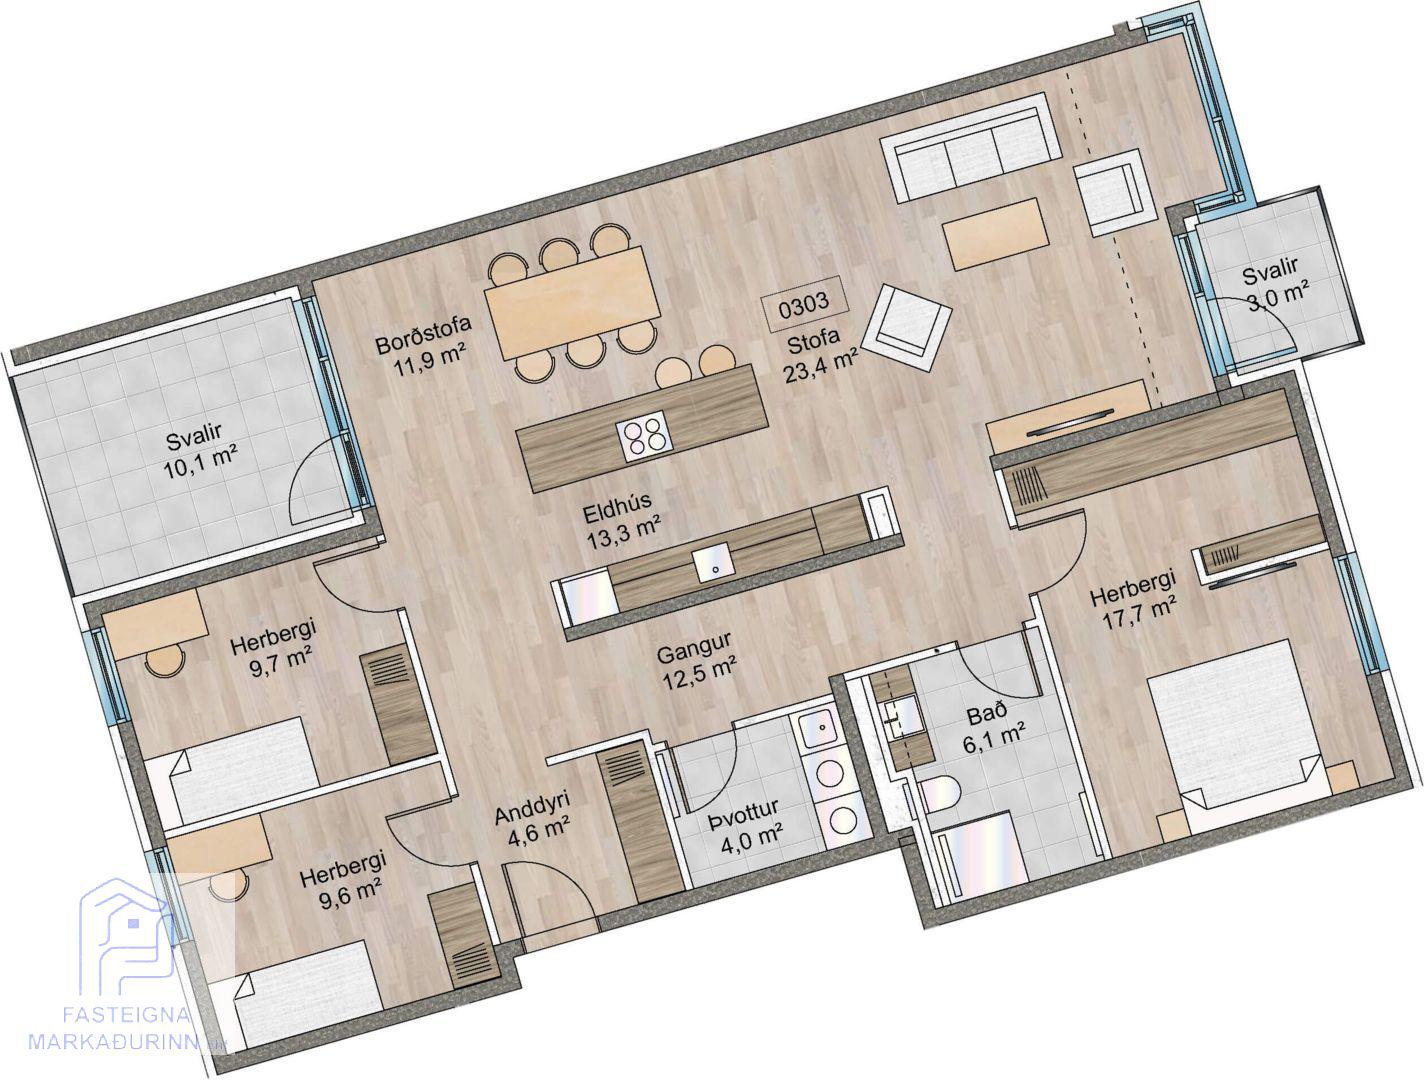 Svalir
3,0 m²
0303
Stofa
23,4 m²
Borðstofa
11,9 m²
Svalir
10,1 m²
Eldhús
13,3 m²
Herbergi
17,7 m²
Herbergi
9,7 m²
Gangur
12,5 m²
Bað
6,1 m²
Anddyri
4,6 m²
Þvottur
4,0 m²
Herbergi
9,6 m²
FASTEIGNA
MARKAÐURINN